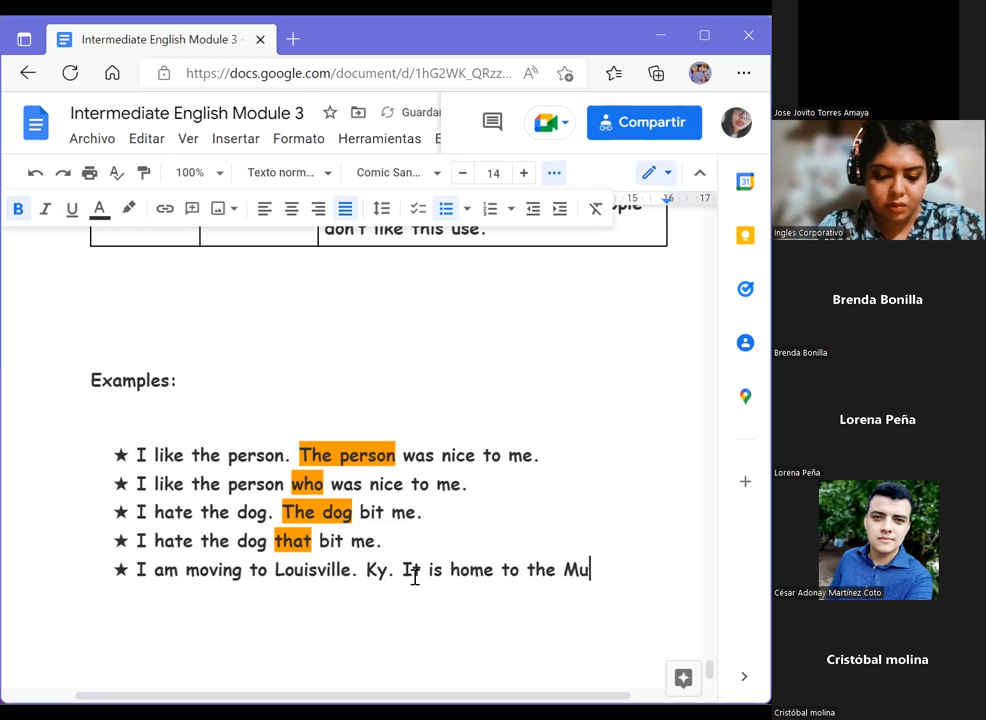 Intermediate English Module 3 -
https://docs.google.com/document/d/1hG2WK_QRzz...
Intermediate English Module 3
Guardar
Archivo Editar Ver Insertar Formato Herramientas
Compartir
100% Texto norm... Comic San... 14
15 16 17
don't like this use.
Examples:
★ I like the person. The person was nice to me.
★ I like the person who was nice to me.
★ I hate the dog. The dog bit me.
★ I hate the dog that bit me.
★ I am moving to Louisville. Ky. It is home to the Mu
31
Jose Jovito Torres Amaya
Ingles Corporativo
Brenda Bonilla
Brenda Bonilla
Lorena Peña
Lorena Peña
César Adonay Martínez Coto
Cristóbal molina
Cristóbal molina